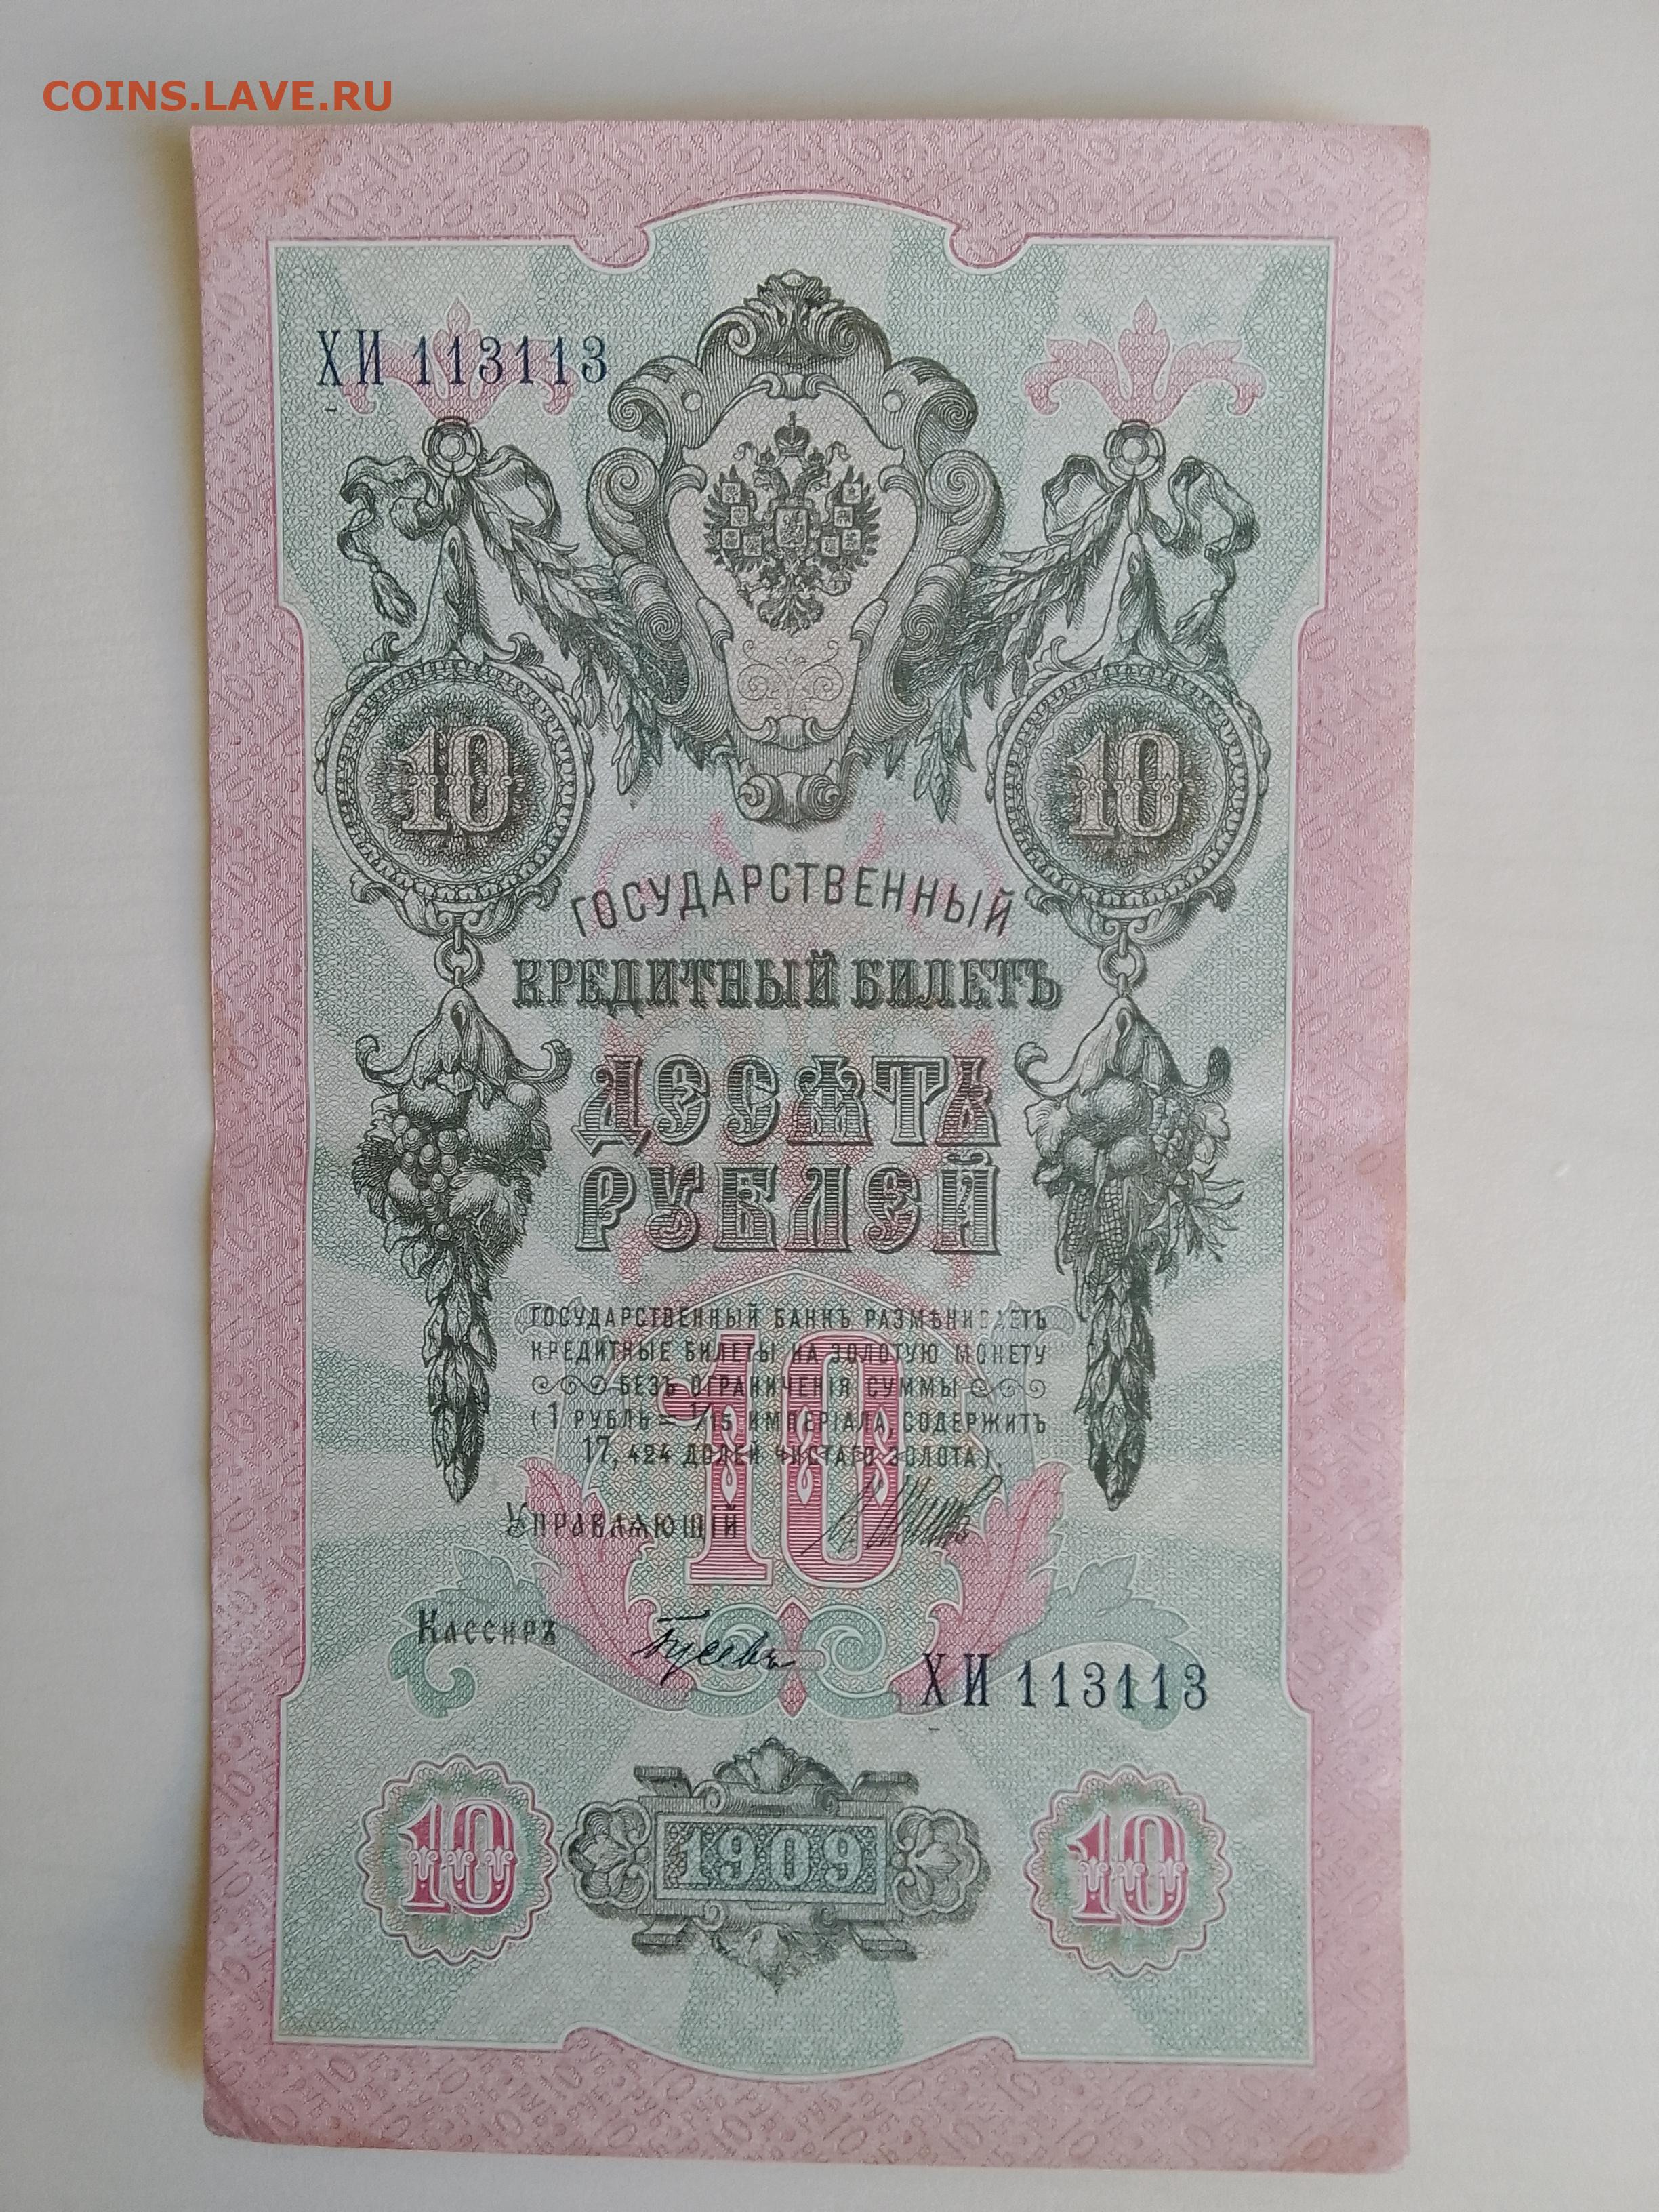 COINS.LAVE.RU
ХИ 113113
10 10
ГОСУДАРСТВЕННЫЙ
КРЕДИТНЫЙ БИЛЕТЪ
ДЕСѦТЬ
РУБЛЕЙ
ГОСУДАРСТВЕННЫЙ БАНКЪ РАЗМѢНИВАЕТЪ
КРЕДИТНЫЕ БИЛЕТЫ НА ЗОЛОТУЮ МОНЕТУ
БЕЗЪ ОГРАНИЧЕНІЯ СУММЫ
(1 РУБЛЬ = 1/15 ИМПЕРІАЛА, СОДЕРЖИТЪ
17, 424 ДОЛЕЙ ЧИСТАГО ЗОЛОТА).
10
Управляющій
Кассиръ Гусевъ
ХИ 113113
10 1909 10